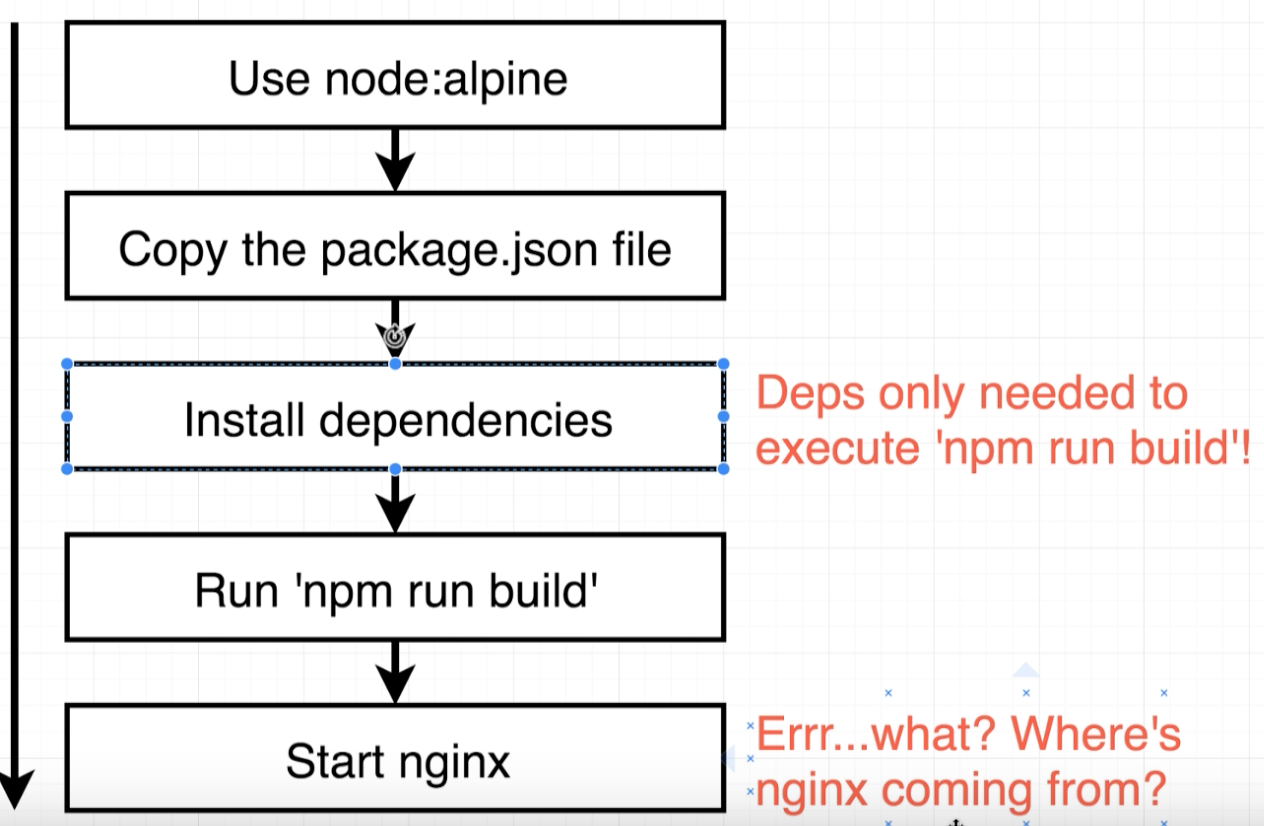 Use node:alpine
Copy the package.json file
Install dependencies
Deps only needed to
execute 'npm run build'!
Run 'npm run build'
Start nginx
Errr...what? Where's
nginx coming from?